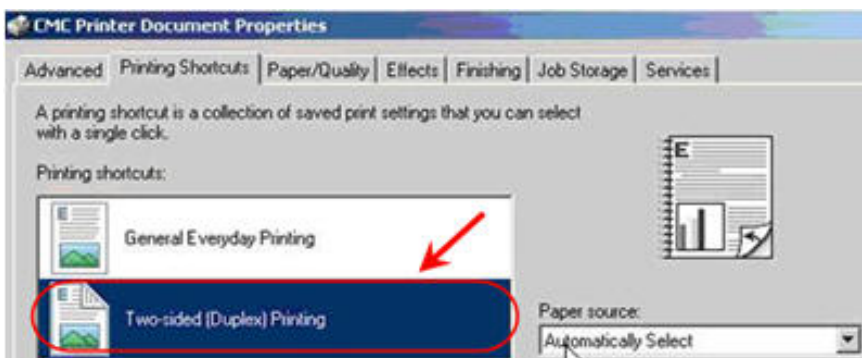 CMC Printer Document Properties
Advanced Printing Shortcuts Paper/Quality Effects Finishing Job Storage Services
A printing shortcut is a collection of saved print settings that you can select
with a single click.
Printing shortcuts:
E
E
General Everyday Printing
E
Two-sided (Duplex) Printing
Paper source:
Automatically Select